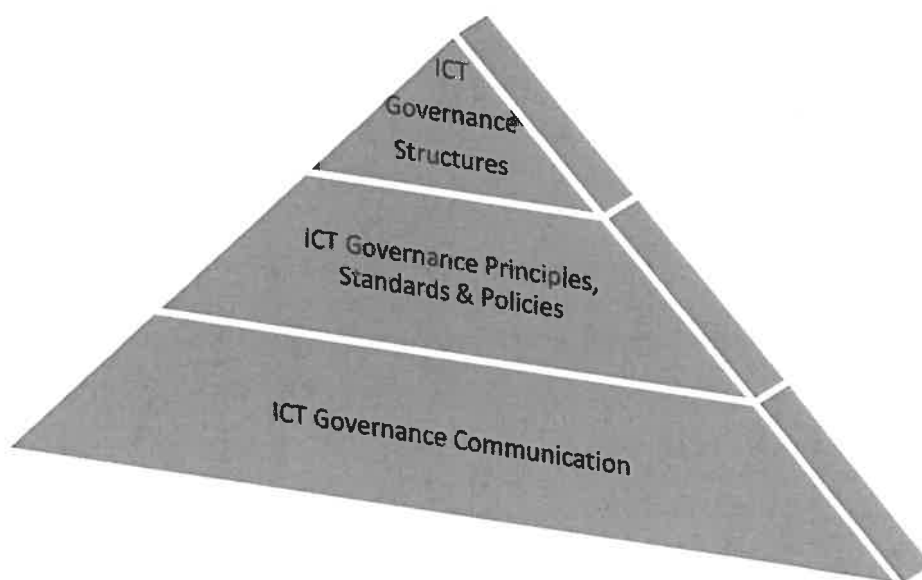 ICT
Governance
Structures
ICT Governance Principles,
Standards & Policies
ICT Governance Communication